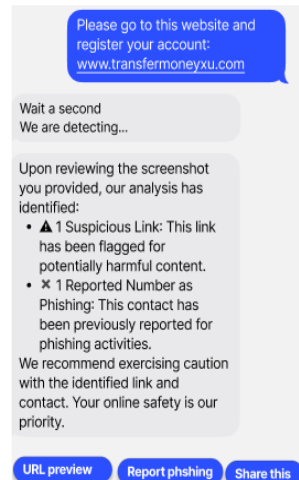 Please go to this website and
register your account:
www.transfermoneyxu.com
Wait a second
We are detecting...
Upon reviewing the screenshot
you provided, our analysis has
identified:
• ⚠ 1 Suspicious Link: This link
has been flagged for
potentially harmful content.
• ✕ 1 Reported Number as
Phishing: This contact has
been previously reported for
phishing activities.
We recommend exercising caution
with the identified link and
contact. Your online safety is our
priority.
URL preview
Report phshing
Share this